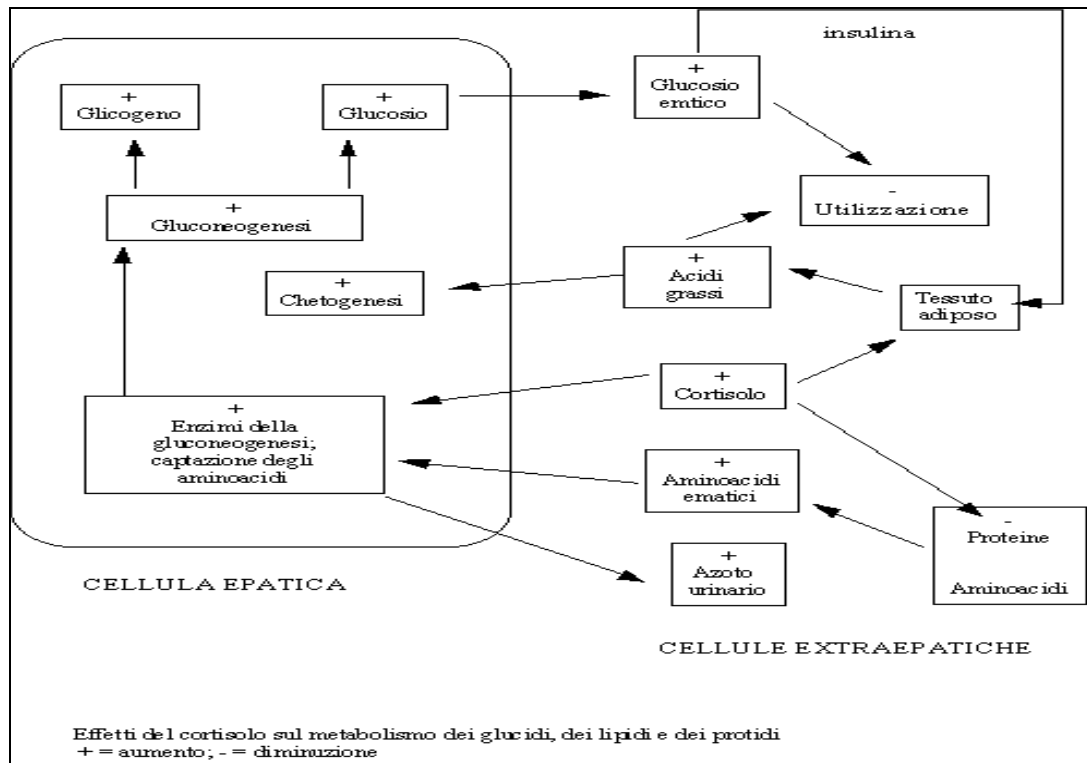 insulina
+
Glicogeno
+
Glucosio
+
Glucosio
emtico
-
Utilizzazione
+
Gluconeogenesi
+
Chetogenesi
+
Acidi
grassi
Tessuto
adiposo
+
Cortisolo
+
Enzimi della
gluconeogenesi;
captazione degli
aminoacidi
+
Aminoacidi
ematici
-
Proteine
Aminoacidi
+
Azoto
urinario
CELLULA EPATICA
CELLULE EXTRAEPATICHE
Effetti del cortisolo sul metabolismo dei glucidi, dei lipidi e dei protidi
+ = aumento; - = diminuzione